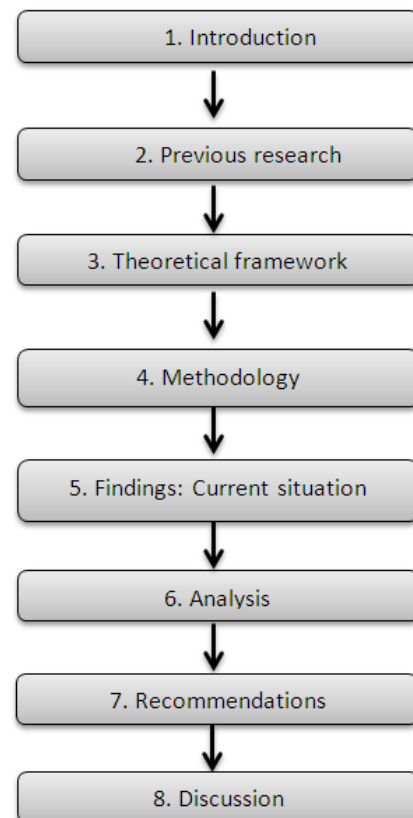 1. Introduction
2. Previous research
3. Theoretical framework
4. Methodology
5. Findings: Current situation
6. Analysis
7. Recommendations
8. Discussion